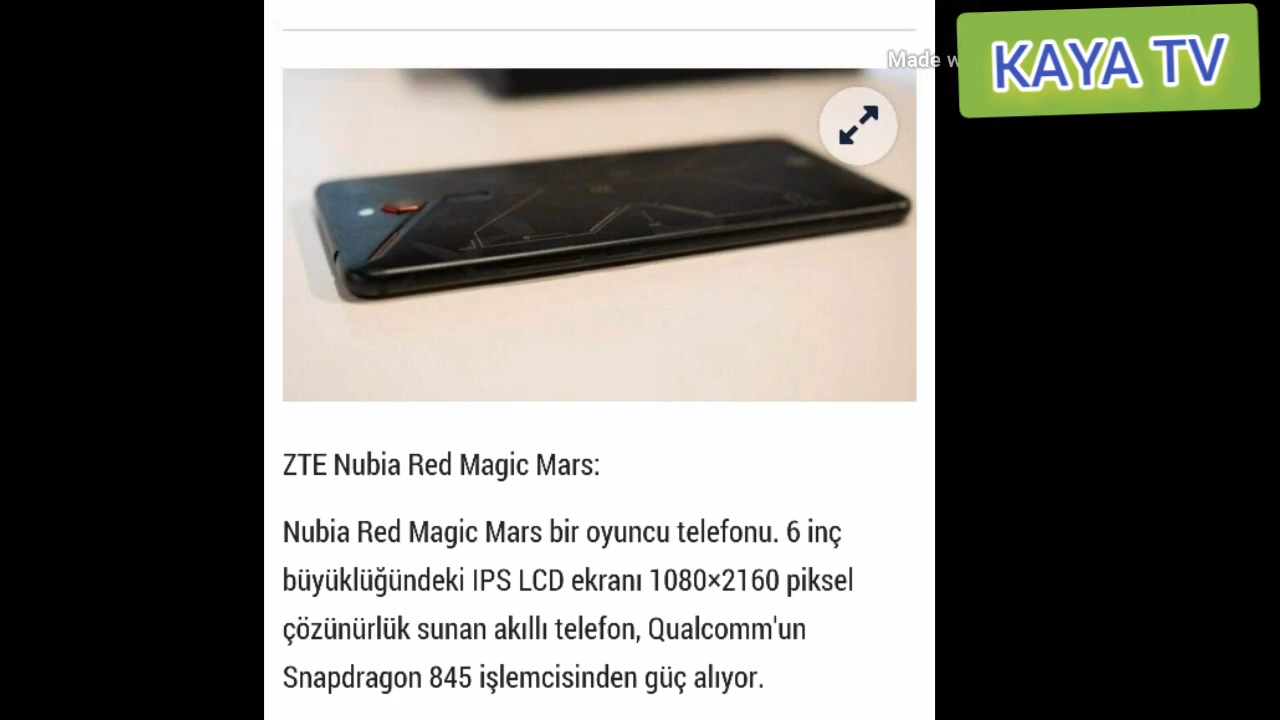 Made w
KAYA TV
ZTE Nubia Red Magic Mars:
Nubia Red Magic Mars bir oyuncu telefonu. 6 inç
büyüklüğündeki IPS LCD ekranı 1080×2160 piksel
çözünürlük sunan akıllı telefon, Qualcomm'un
Snapdragon 845 işlemcisinden güç alıyor.